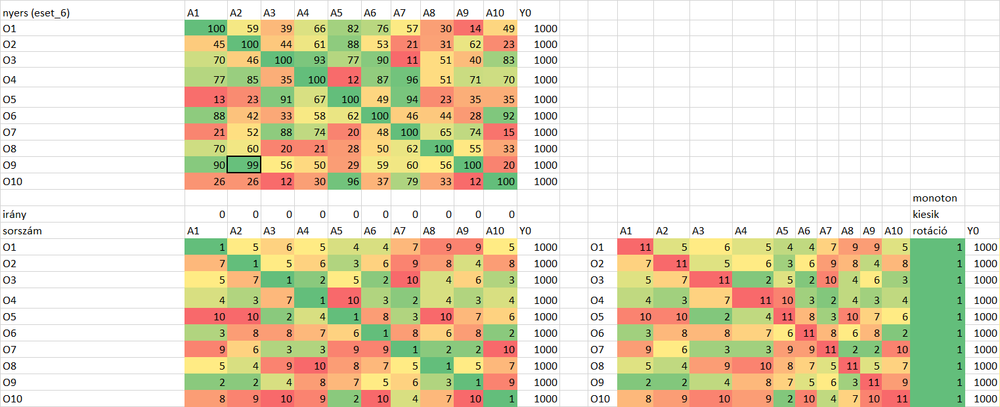 nyers (eset_6) A1 A2 A3 A4 A5 A6 A7 A8 A9 A10 Y0
O1 100 59 39 66 82 76 57 30 14 49 1000
O2 45 100 44 61 88 53 21 31 62 23 1000
O3 70 46 100 93 77 90 11 51 40 83 1000
O4 77 85 35 100 12 87 96 51 71 70 1000
O5 13 23 91 67 100 49 94 23 35 35 1000
O6 88 42 33 58 62 100 46 44 28 92 1000
O7 21 52 88 74 20 48 100 65 74 15 1000
O8 70 60 20 21 28 50 62 100 55 33 1000
O9 90 99 56 50 29 59 60 56 100 20 1000
O10 26 26 12 30 96 37 79 33 12 100 1000
monoton
irány 0 0 0 0 0 0 0 0 0 0 kiesik
sorszám A1 A2 A3 A4 A5 A6 A7 A8 A9 A10 Y0 A1 A2 A3 A4 A5 A6 A7 A8 A9 A10 rotáció Y0
O1 1 5 6 5 4 4 7 9 9 5 1000 O1 11 5 6 5 4 4 7 9 9 5 1 1000
O2 7 1 5 6 3 6 9 8 4 8 1000 O2 7 11 5 6 3 6 9 8 4 8 1 1000
O3 5 7 1 2 5 2 10 4 6 3 1000 O3 5 7 11 2 5 2 10 4 6 3 1 1000
O4 4 3 7 1 10 3 2 4 3 4 1000 O4 4 3 7 11 10 3 2 4 3 4 1 1000
O5 10 10 2 4 1 8 3 10 7 6 1000 O5 10 10 2 4 11 8 3 10 7 6 1 1000
O6 3 8 8 7 6 1 8 6 8 2 1000 O6 3 8 8 7 6 11 8 6 8 2 1 1000
O7 9 6 3 3 9 9 1 2 2 10 1000 O7 9 6 3 3 9 9 11 2 2 10 1 1000
O8 5 4 9 10 8 7 5 1 5 7 1000 O8 5 4 9 10 8 7 5 11 5 7 1 1000
O9 2 2 4 8 7 5 6 3 1 9 1000 O9 2 2 4 8 7 5 6 3 11 9 1 1000
O10 8 9 10 9 2 10 4 7 10 1 1000 O10 8 9 10 9 2 10 4 7 10 11 1 1000